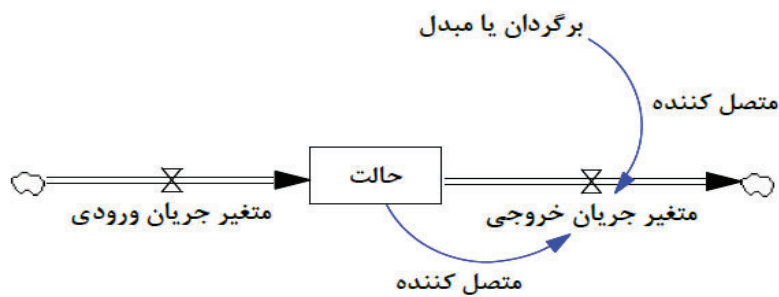 برگردان یا مبدل
متصل کننده
حالت
متغیر جریان ورودی
متغیر جریان خروجی
متصل کننده